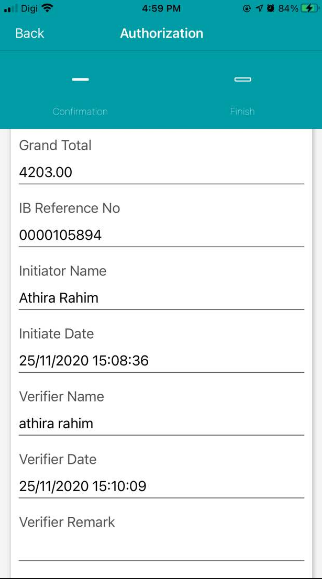 Digi 4:59 PM 84%
Back Authorization
Confirmation Finish
Grand Total
4203.00
IB Reference No
0000105894
Initiator Name
Athira Rahim
Initiate Date
25/11/2020 15:08:36
Verifier Name
athira rahim
Verifier Date
25/11/2020 15:10:09
Verifier Remark